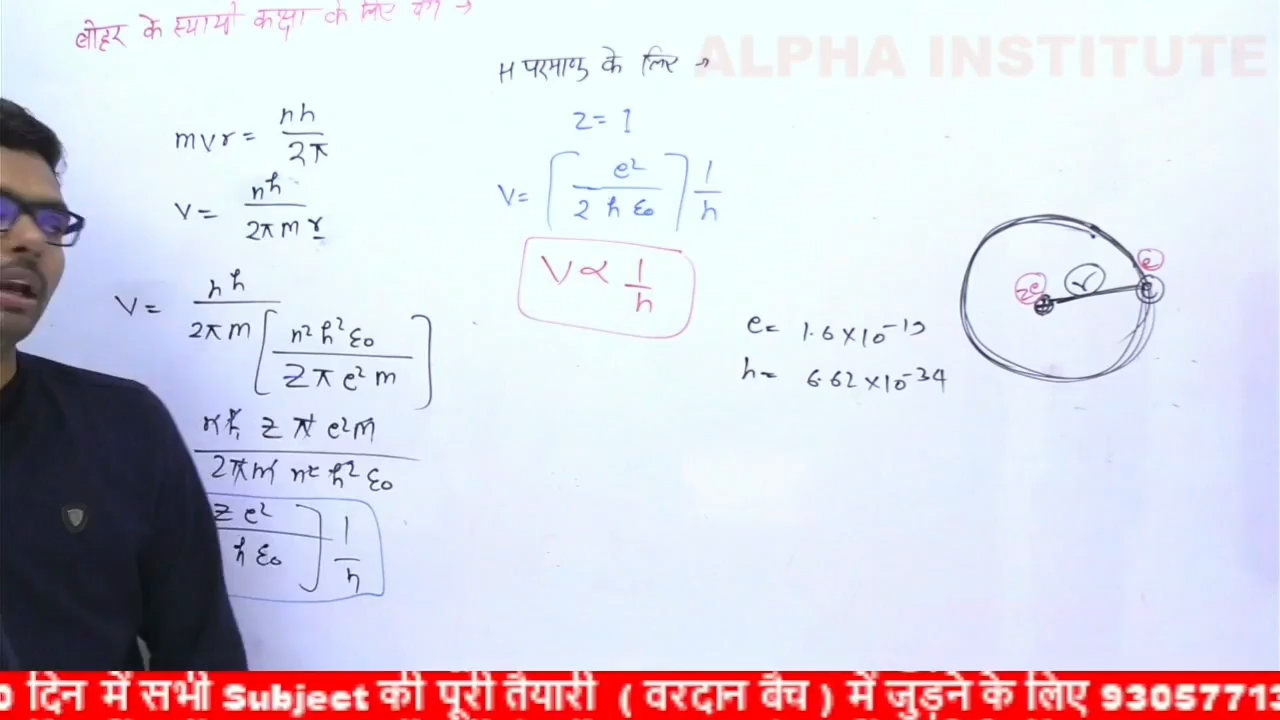 बोहर के स्थायी कक्षा के लिए →
mvr = nh/2π
v = nh/2πmr
v = nh/2πm[n²h²ε₀/Zπe²m]
nh Zπe²m/2πm n²h²ε₀
Ze²/hε₀] 1/n
H परमाणु के लिए →
Z = 1
v = [e²/2hε₀] 1/n
v ∝ 1/n
e = 1.6×10⁻¹⁹
h = 6.62×10⁻³⁴
ze
r
e
ALPHA INSTITUTE
0 दिन में सभी Subject की पूरी तैयारी ( वरदान बैच ) में जुड़ने के लिए 93057713